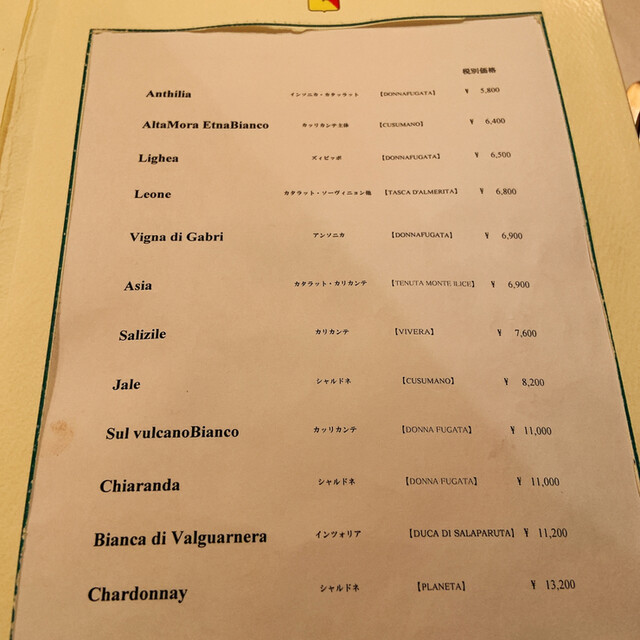 税別価格
Anthilia インソニカ・カタッラット 【DONNAFUGATA】 ¥ 5,800
AltaMora EtnaBianco カッリカンテ主体 【CUSUMANO】 ¥ 6,400
Lighea ズィビッボ 【DONNAFUGATA】 ¥ 6,500
Leone カタラット・ソーヴィニョン他 【TASCA D'ALMERITA】 ¥ 6,800
Vigna di Gabri アンソニカ 【DONNAFUGATA】 ¥ 6,900
Asia カタラット・カリカンテ 【TENUTA MONTE ILICE】 ¥ 6,900
Salizile カリカンテ 【VIVERA】 ¥ 7,600
Jale シャルドネ 【CUSUMANO】 ¥ 8,200
Sul vulcanoBianco カッリカンテ 【DONNA FUGATA】 ¥ 11,000
Chiaranda シャルドネ 【DONNA FUGATA】 ¥ 11,000
Bianca di Valguarnera インツォリア 【DUCA DI SALAPARUTA】 ¥ 11,200
Chardonnay シャルドネ 【PLANETA】 ¥ 13,200